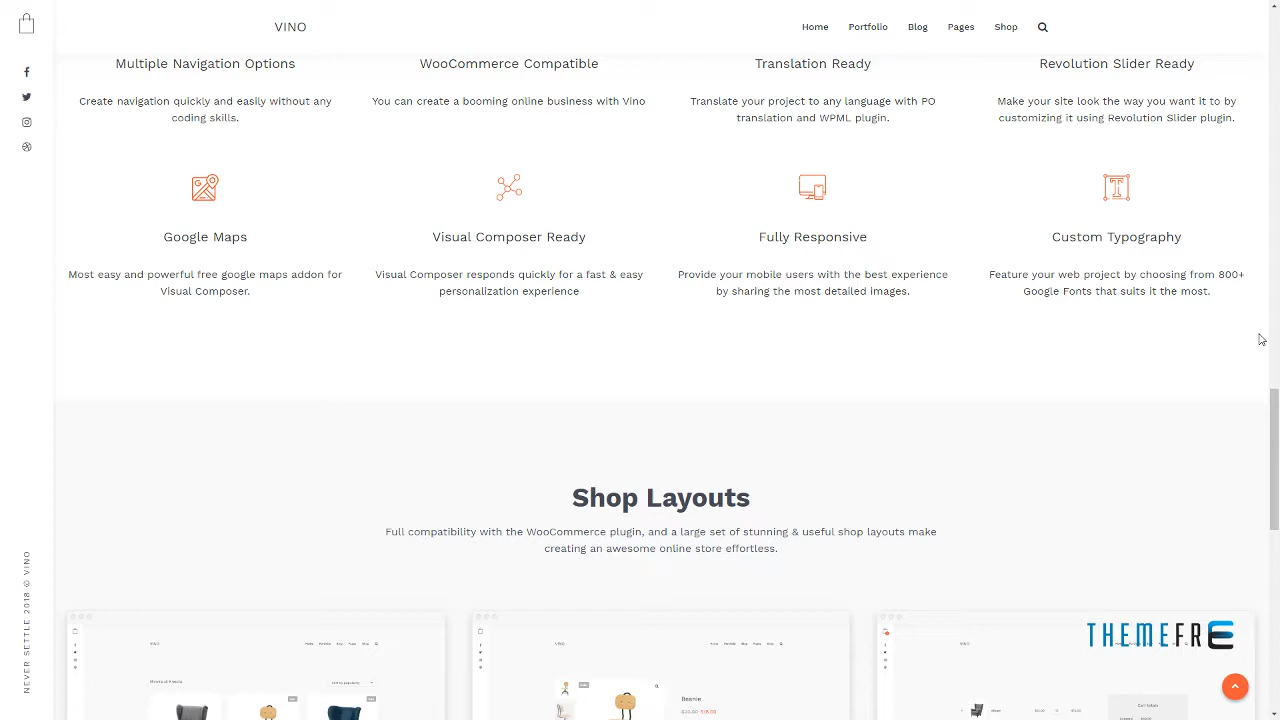 VINO
Home
Portfolio
Blog
Pages
Shop
Multiple Navigation Options
Create navigation quickly and easily without any
coding skills.
WooCommerce Compatible
You can create a booming online business with Vino
Translation Ready
Translate your project to any language with PO
translation and WPML plugin.
Revolution Slider Ready
Make your site look the way you want it to by
customizing it using Revolution Slider plugin.
Google Maps
Most easy and powerful free google maps addon for
Visual Composer.
Visual Composer Ready
Visual Composer responds quickly for a fast & easy
personalization experience
Fully Responsive
Provide your mobile users with the best experience
by sharing the most detailed images.
Custom Typography
Feature your web project by choosing from 800+
Google Fonts that suits it the most.
Shop Layouts
Full compatibility with the WooCommerce plugin, and a large set of stunning & useful shop layouts make
creating an awesome online store effortless.
NEVER SETTLE 2018 © VINO
VINO
VINO
Beanie
VINO
THEMEFRE